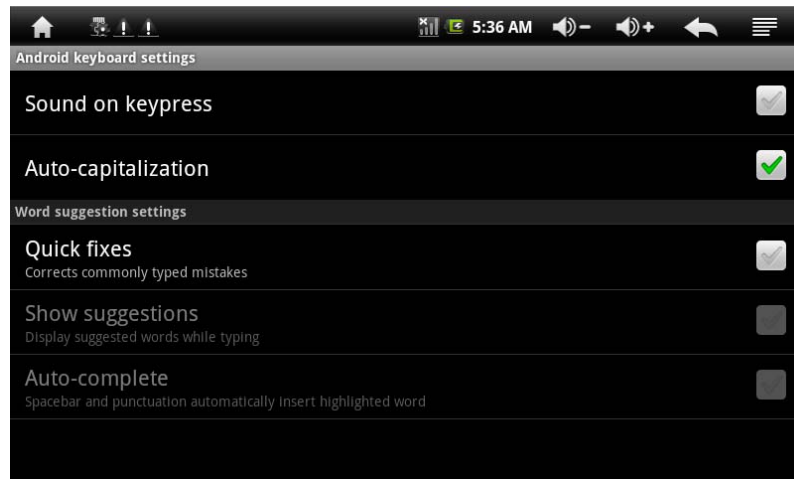 5:36 AM
Android keyboard settings
Sound on keypress
Auto-capitalization
Word suggestion settings
Quick fixes
Corrects commonly typed mistakes
Show suggestions
Display suggested words while typing
Auto-complete
Spacebar and punctuation automatically insert highlighted word